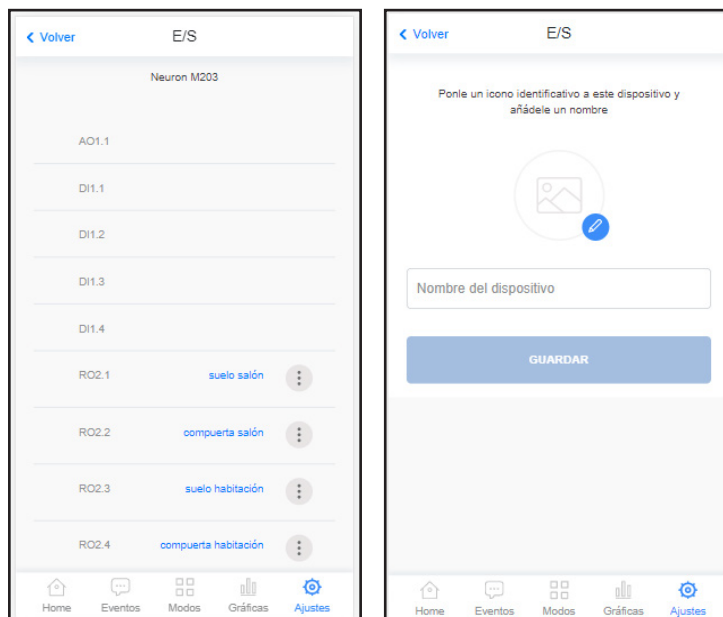 Volver
E/S
Neuron M203
AO1.1
DI1.1
DI1.2
DI1.3
DI1.4
RO2.1 suelo salón
RO2.2 compuerta salón
RO2.3 suelo habitación
RO2.4 compuerta habitación
Home Eventos Modos Gráficas Ajustes
Volver
E/S
Ponle un icono identificativo a este dispositivo y
añádele un nombre
Nombre del dispositivo
GUARDAR
Home Eventos Modos Gráficas Ajustes